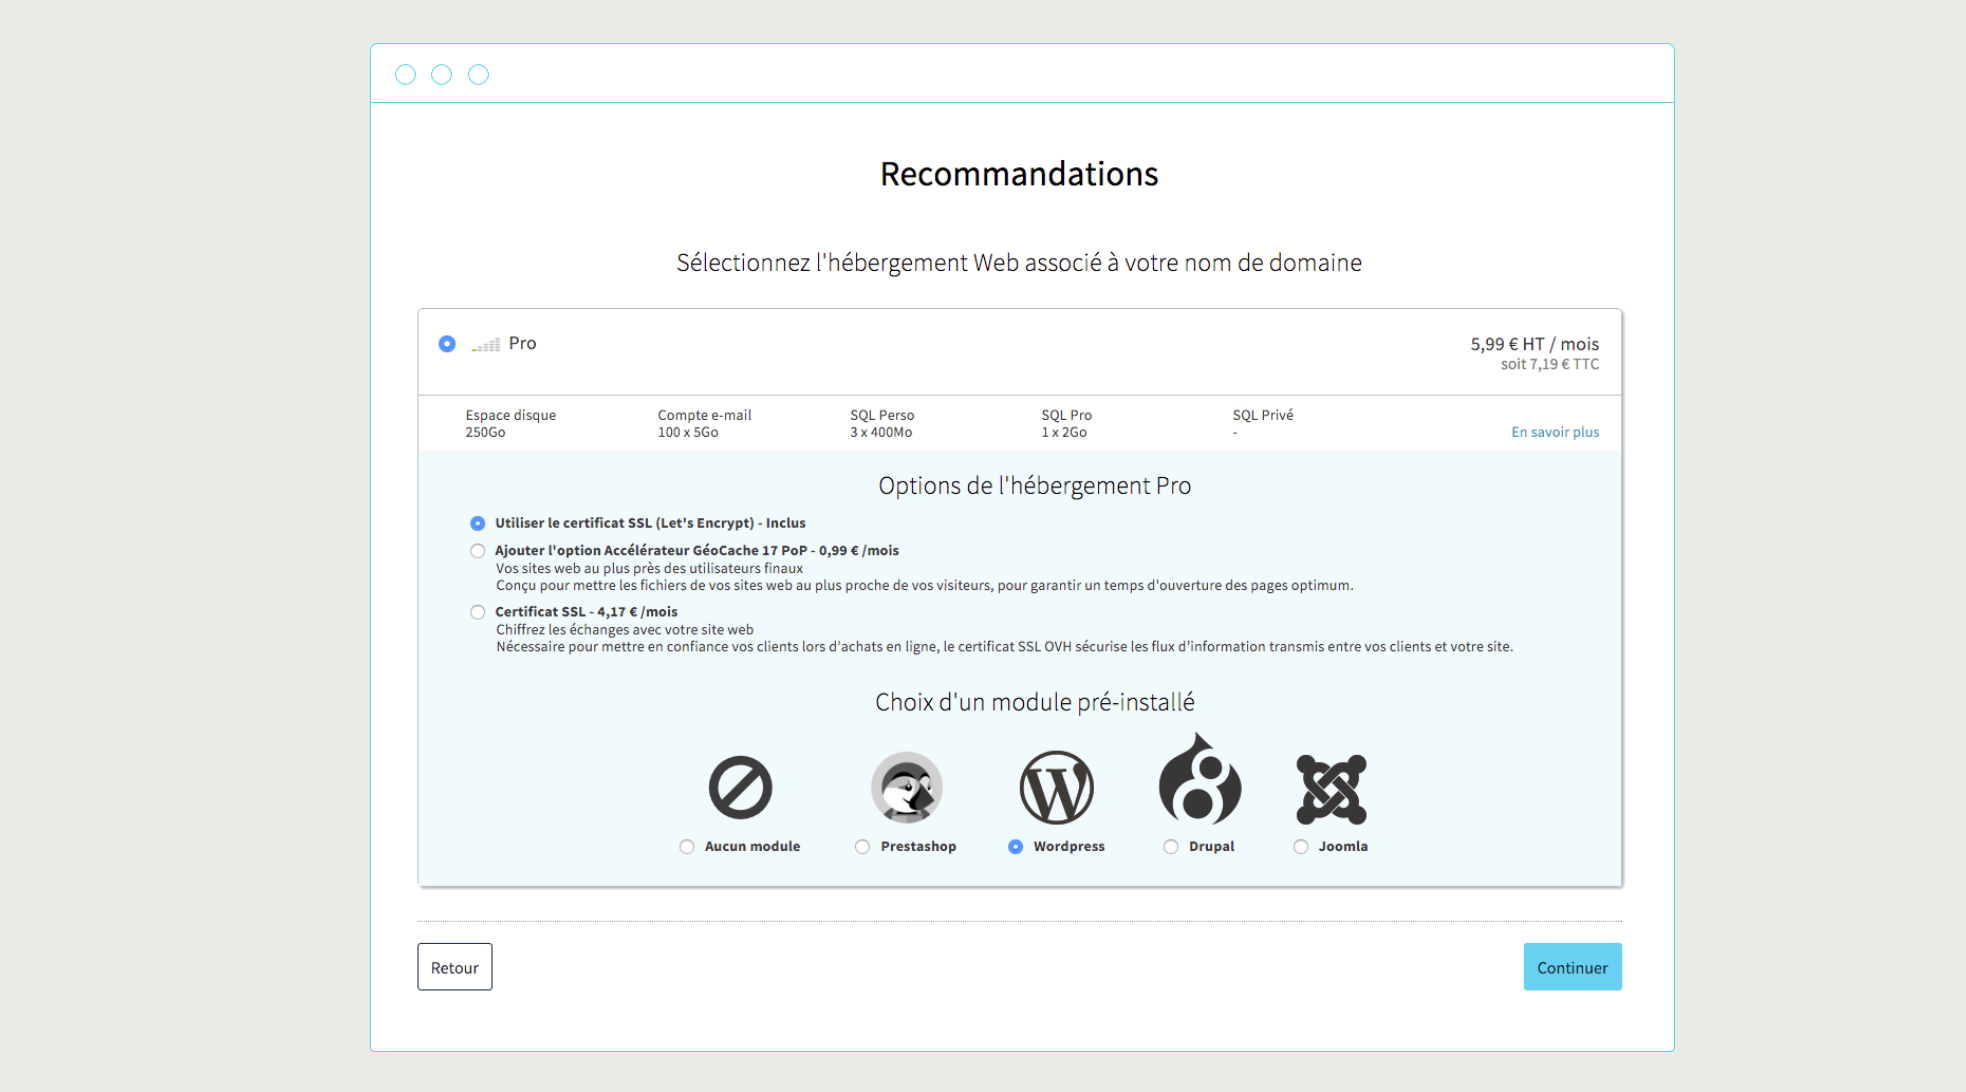 Recommandations
Sélectionnez l'hébergement Web associé à votre nom de domaine
Pro
5,99 € HT / mois
soit 7,19 € TTC
Espace disque
250Go
Compte e-mail
100 x 5Go
SQL Perso
3 x 400Mo
SQL Pro
1 x 2Go
SQL Privé
-
En savoir plus
Options de l'hébergement Pro
Utiliser le certificat SSL (Let's Encrypt) - Inclus
Ajouter l'option Accélérateur GéoCache 17 PoP - 0,99 € /mois
Vos sites web au plus près des utilisateurs finaux
Conçu pour mettre les fichiers de vos sites web au plus proche de vos visiteurs, pour garantir un temps d'ouverture des pages optimum.
Certificat SSL - 4,17 € /mois
Chiffrez les échanges avec votre site web
Nécessaire pour mettre en confiance vos clients lors d'achats en ligne, le certificat SSL OVH sécurise les flux d'information transmis entre vos clients et votre site.
Choix d'un module pré-installé
Aucun module
Prestashop
Wordpress
Drupal
Joomla
Retour
Continuer